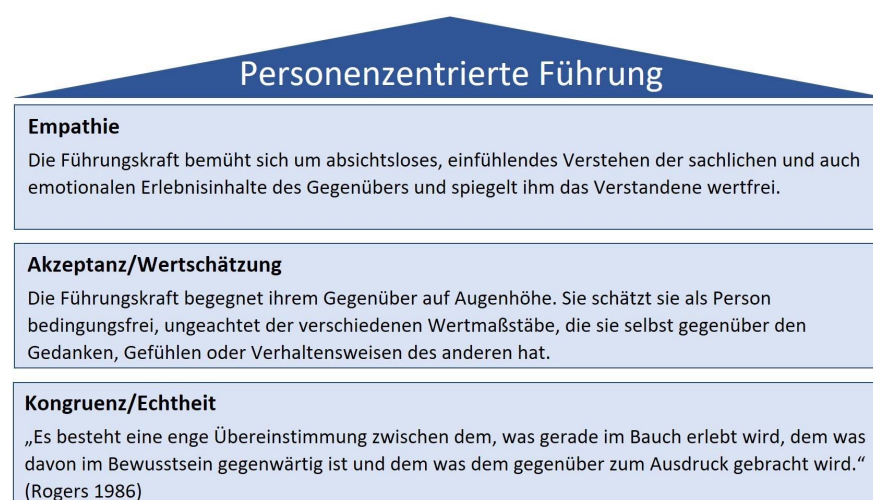 Personenzentrierte Führung
Empathie
Die Führungskraft bemüht sich um absichtsloses, einfühlendes Verstehen der sachlichen und auch
emotionalen Erlebnisinhalte des Gegenübers und spiegelt ihm das Verstandene wertfrei.
Akzeptanz/Wertschätzung
Die Führungskraft begegnet ihrem Gegenüber auf Augenhöhe. Sie schätzt sie als Person
bedingungsfrei, ungeachtet der verschiedenen Wertmaßstäbe, die sie selbst gegenüber den
Gedanken, Gefühlen oder Verhaltensweisen des anderen hat.
Kongruenz/Echtheit
„Es besteht eine enge Übereinstimmung zwischen dem, was gerade im Bauch erlebt wird, dem was
davon im Bewusstsein gegenwärtig ist und dem was dem gegenüber zum Ausdruck gebracht wird.“
(Rogers 1986)